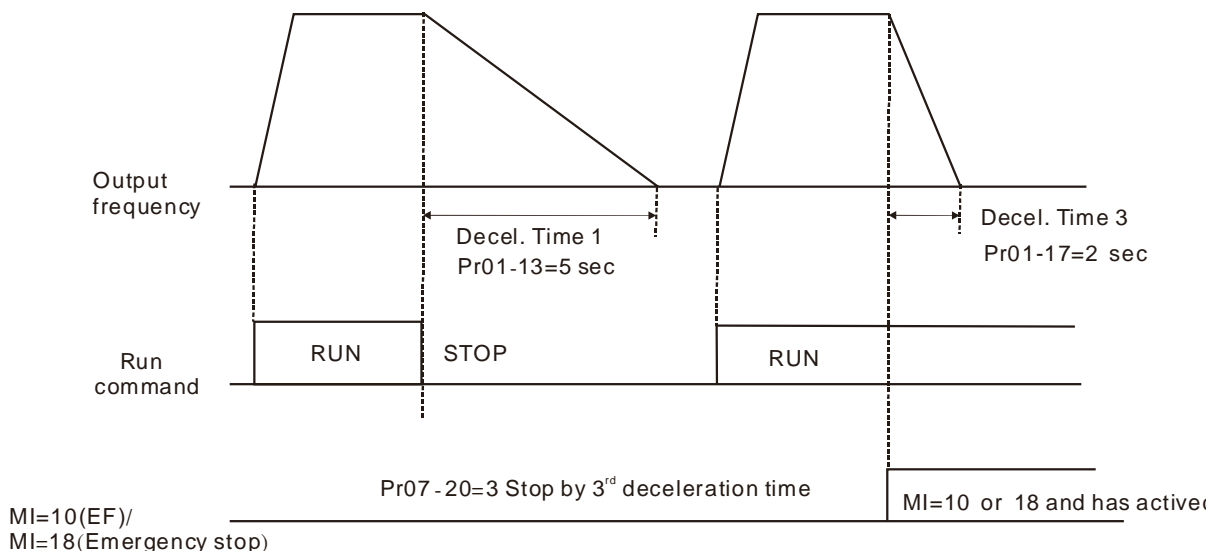 Output
frequency
Decel. Time 1
Pr01-13=5 sec
Decel. Time 3
Pr01-17=2 sec
Run
command
RUN
STOP
RUN
Pr07-20=3 Stop by 3rd deceleration time
MI=10 or 18 and has actived
MI=10(EF)/
MI=18(Emergency stop)